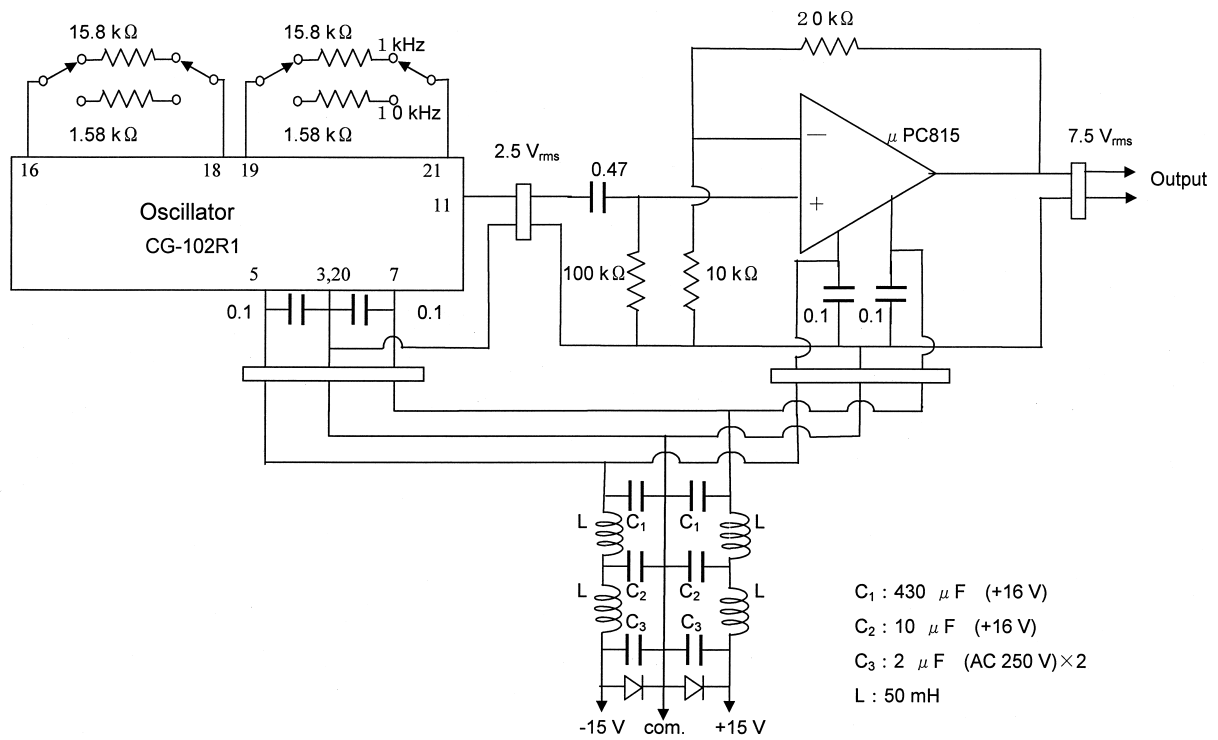 20 kΩ
15.8 kΩ
15.8 kΩ
1 kHz
10 kHz
1.58 kΩ
1.58 kΩ
μPC815
7.5 Vrms
2.5 Vrms
0.47
16
18
19
21
11
Output
Oscillator
CG-102R1
−
+
100 kΩ
10 kΩ
5
3,20
7
0.1
0.1
0.1
0.1
L
C1
C1
L
L
C2
C2
L
C3
C3
C1 : 430 μF (+16 V)
C2 : 10 μF (+16 V)
C3 : 2 μF (AC 250 V)×2
L : 50 mH
-15 V
com.
+15 V